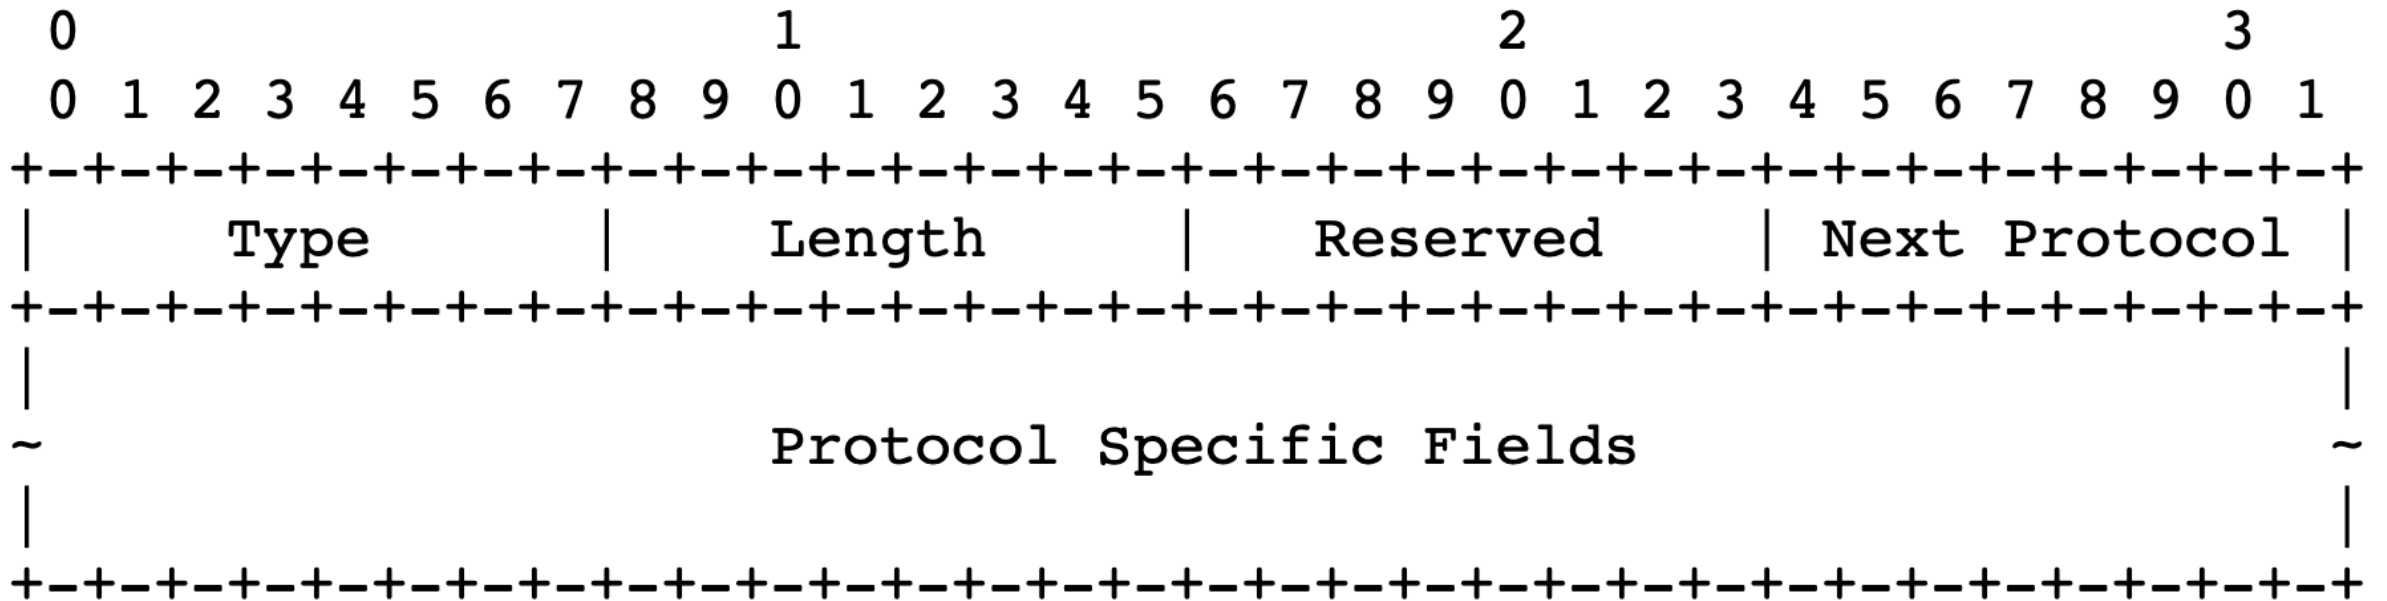 0                   1                   2                   3
 0 1 2 3 4 5 6 7 8 9 0 1 2 3 4 5 6 7 8 9 0 1 2 3 4 5 6 7 8 9 0 1
+-+-+-+-+-+-+-+-+-+-+-+-+-+-+-+-+-+-+-+-+-+-+-+-+-+-+-+-+-+-+-+-+
|     Type      |    Length     |   Reserved    | Next Protocol |
+-+-+-+-+-+-+-+-+-+-+-+-+-+-+-+-+-+-+-+-+-+-+-+-+-+-+-+-+-+-+-+-+
|                                                               |
~                    Protocol Specific Fields                   ~
|                                                               |
+-+-+-+-+-+-+-+-+-+-+-+-+-+-+-+-+-+-+-+-+-+-+-+-+-+-+-+-+-+-+-+-+